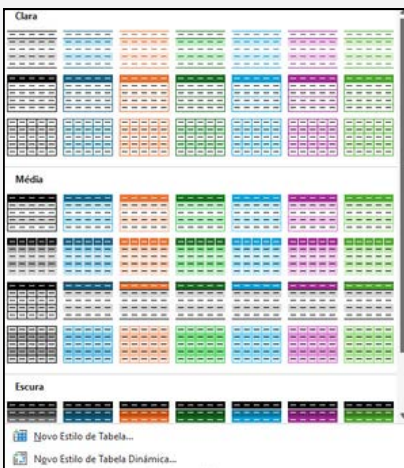 Clara
Média
Escura
Novo Estilo de Tabela...
Novo Estilo de Tabela Dinâmica...